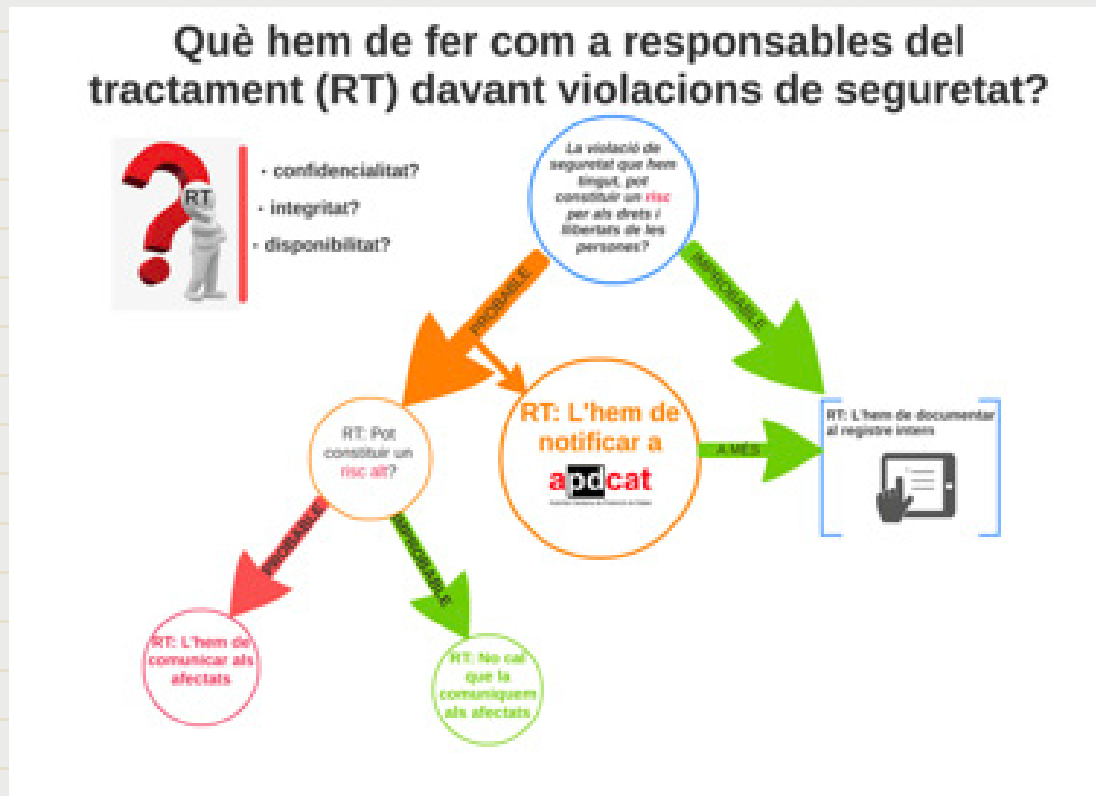 Què hem de fer com a responsables del
tractament (RT) davant violacions de seguretat?
RT
- confidencialitat?
- integritat?
- disponibilitat?
La violació de
seguretat que hem
tingut, pot
constituir un risc
per als drets i
llibertats de les
persones?
PROBABLE
IMPROBABLE
RT: Pot
constituir un
risc alt?
RT: L'hem de
notificar a
apdcat
A MÉS
RT: L'hem de documentar
al registre intern
PROBABLE
IMPROBABLE
RT: L'hem de
comunicar als
afectats
RT: No cal
que la
comuniquem
als afectats